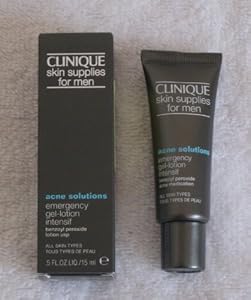 CLINIQUE
skin supplies
for men
acne solutions
emergency
gel-lotion
intensif
benzoyl peroxide
lotion usp
ALL SKIN TYPES
TOUS TYPES DE PEAU
.5 FL.OZ.LIQ./15 ml ℮
CLINIQUE
skin supplies
for men
acne solutions
emergency
gel-lotion
intensif
benzoyl peroxide
acne medication
ALL SKIN TYPES
TOUS TYPES DE PEAU